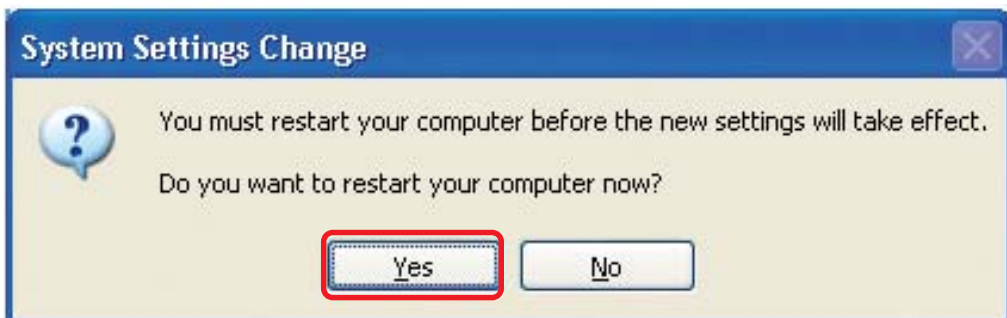 System Settings Change
You must restart your computer before the new settings will take effect.
Do you want to restart your computer now?
Yes
No